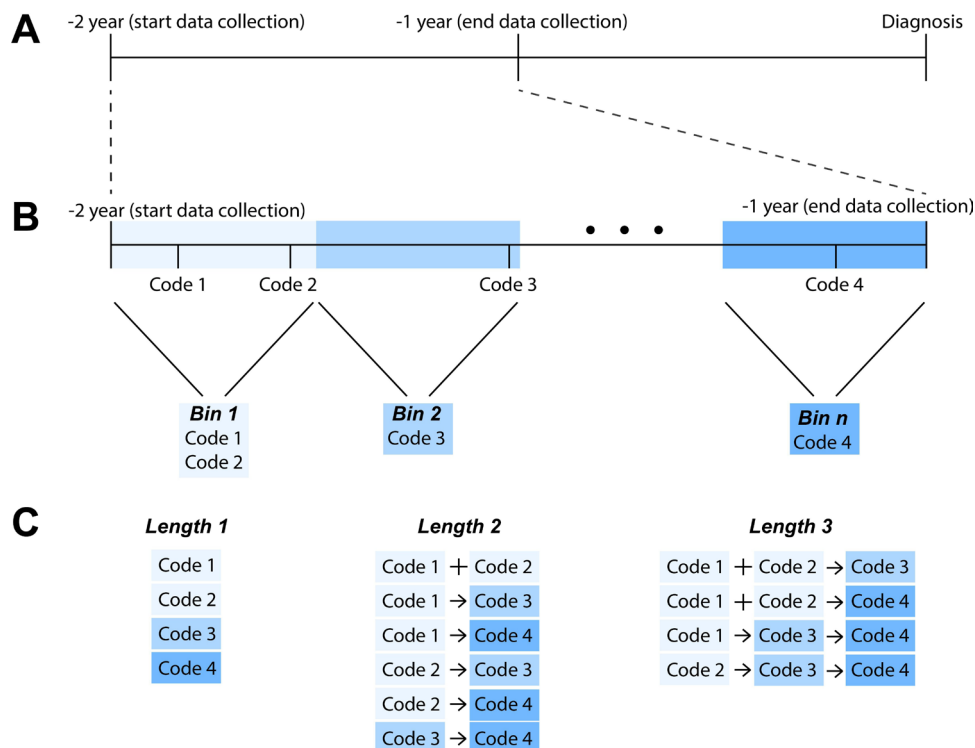 A
-2 year (start data collection)
-1 year (end data collection)
Diagnosis
B
-2 year (start data collection)
-1 year (end data collection)
Code 1
Code 2
Code 3
Code 4
Bin 1
Code 1
Code 2
Bin 2
Code 3
Bin n
Code 4
C
Length 1
Code 1
Code 2
Code 3
Code 4
Length 2
Code 1 + Code 2
Code 1 → Code 3
Code 1 → Code 4
Code 2 → Code 3
Code 2 → Code 4
Code 3 → Code 4
Length 3
Code 1 + Code 2 → Code 3
Code 1 + Code 2 → Code 4
Code 1 → Code 3 → Code 4
Code 2 → Code 3 → Code 4